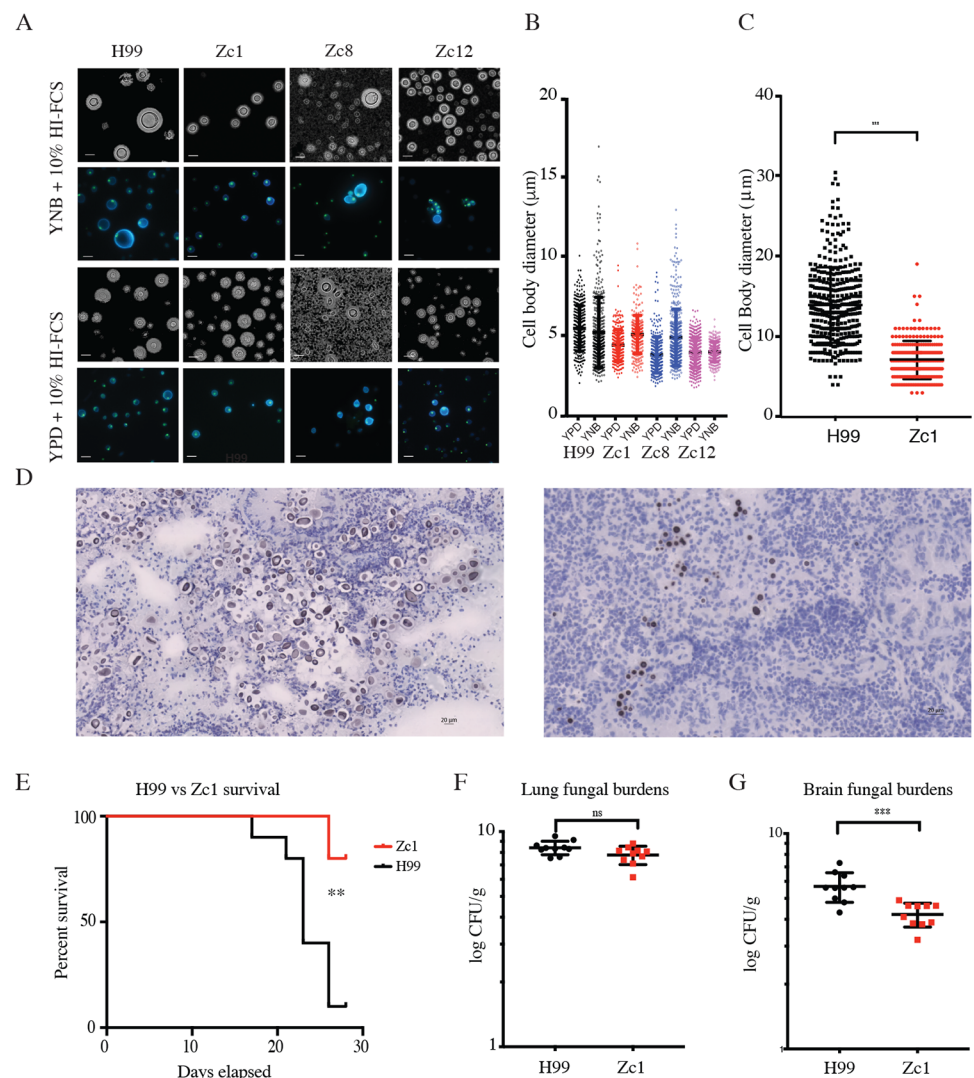 A
H99 Zc1 Zc8 Zc12
YNB + 10% HI-FCS
YPD + 10% HI-FCS
H99
B
Cell body diameter (μm)
20
15
10
5
0
YPD YNB YPD YNB YPD YNB YPD YNB
H99 Zc1 Zc8 Zc12
C
Cell Body diameter (μm)
40
30
20
10
0
***
H99 Zc1
D
20 μm
20 μm
E
H99 vs Zc1 survival
Percent survival
100
50
0
0 10 20 30
Days elapsed
Zc1
H99
**
F
Lung fungal burdens
ns
log CFU/g
10
1
H99 Zc1
G
Brain fungal burdens
***
log CFU/g
10
1
H99 Zc1